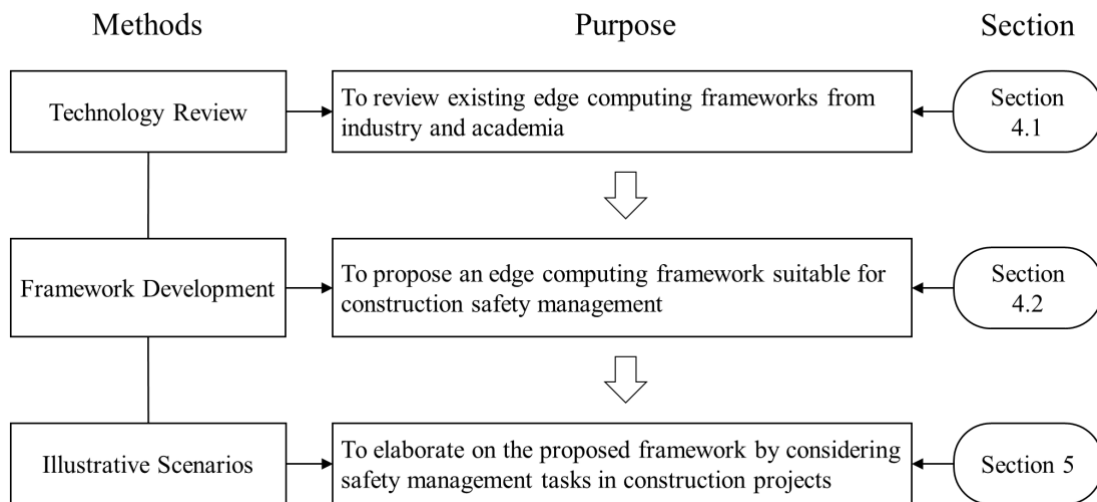 Methods
Purpose
Section
Technology Review
To review existing edge computing frameworks from
industry and academia
Section
4.1
Framework Development
To propose an edge computing framework suitable for
construction safety management
Section
4.2
Illustrative Scenarios
To elaborate on the proposed framework by considering
safety management tasks in construction projects
Section 5